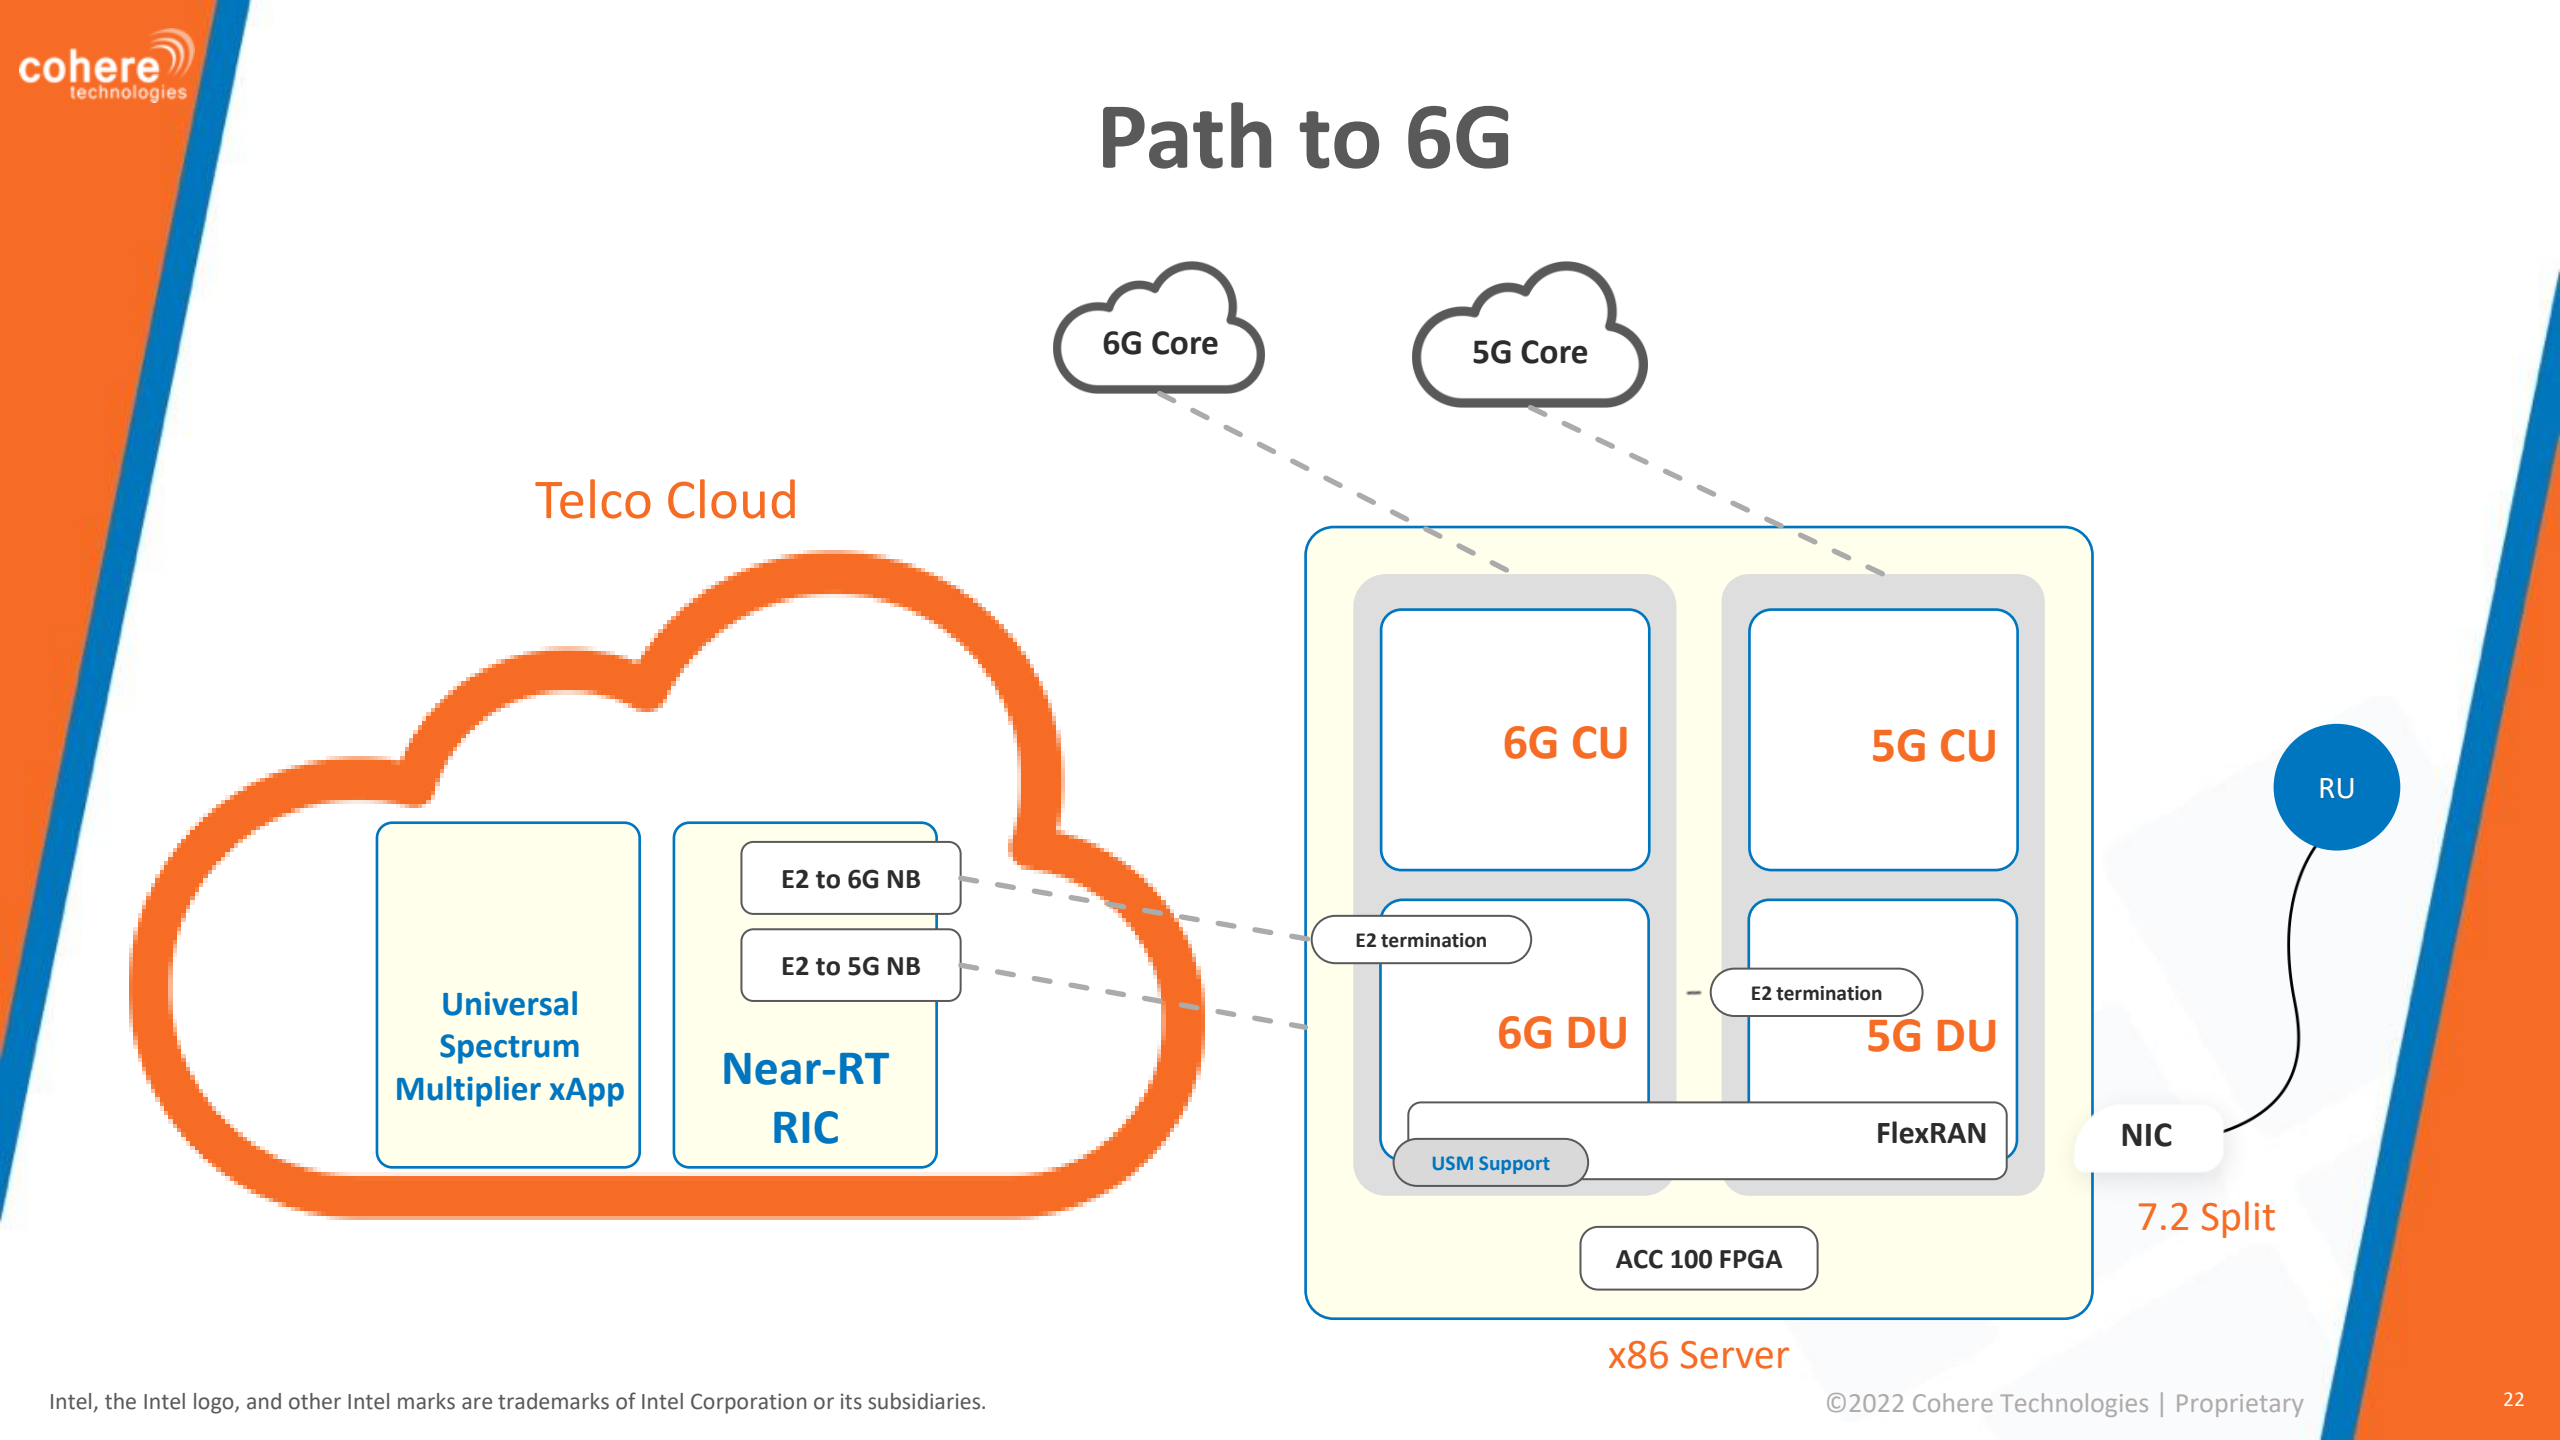 cohere
technologies
Path to 6G
6G Core
5G Core
Telco Cloud
6G CU
5G CU
RU
E2 to 6G NB
E2 to 5G NB
E2 termination
E2 termination
Universal
Spectrum
Multiplier xApp
Near-RT
RIC
6G DU
5G DU
FlexRAN
USM Support
NIC
7.2 Split
ACC 100 FPGA
x86 Server
Intel, the Intel logo, and other Intel marks are trademarks of Intel Corporation or its subsidiaries.
©2022 Cohere Technologies | Proprietary
22